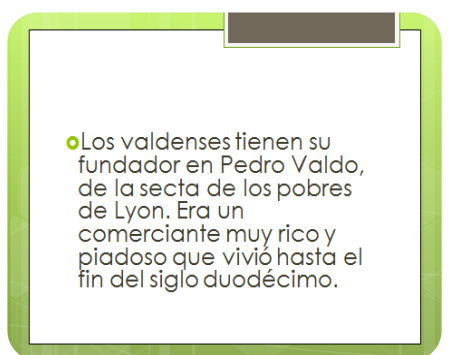 Los valdenses tienen su
fundador en Pedro Valdo,
de la secta de los pobres
de Lyon. Era un
comerciante muy rico y
piadoso que vivió hasta el
fin del siglo duodécimo.